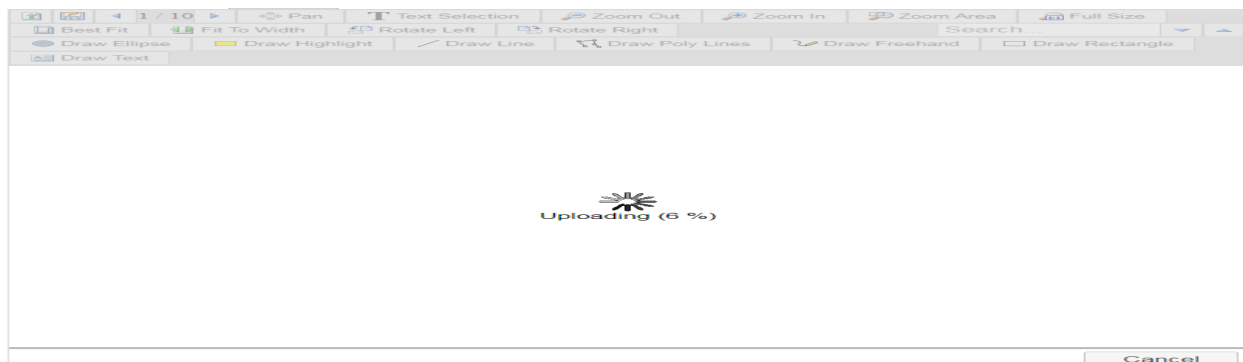 1 / 10 Pan Text Selection Zoom Out Zoom In Zoom Area Full Size
Best Fit Fit To Width Rotate Left Rotate Right Search...
Draw Ellipse Draw Highlight Draw Line Draw Poly Lines Draw Freehand Draw Rectangle
Draw Text
Uploading (6 %)
Cancel